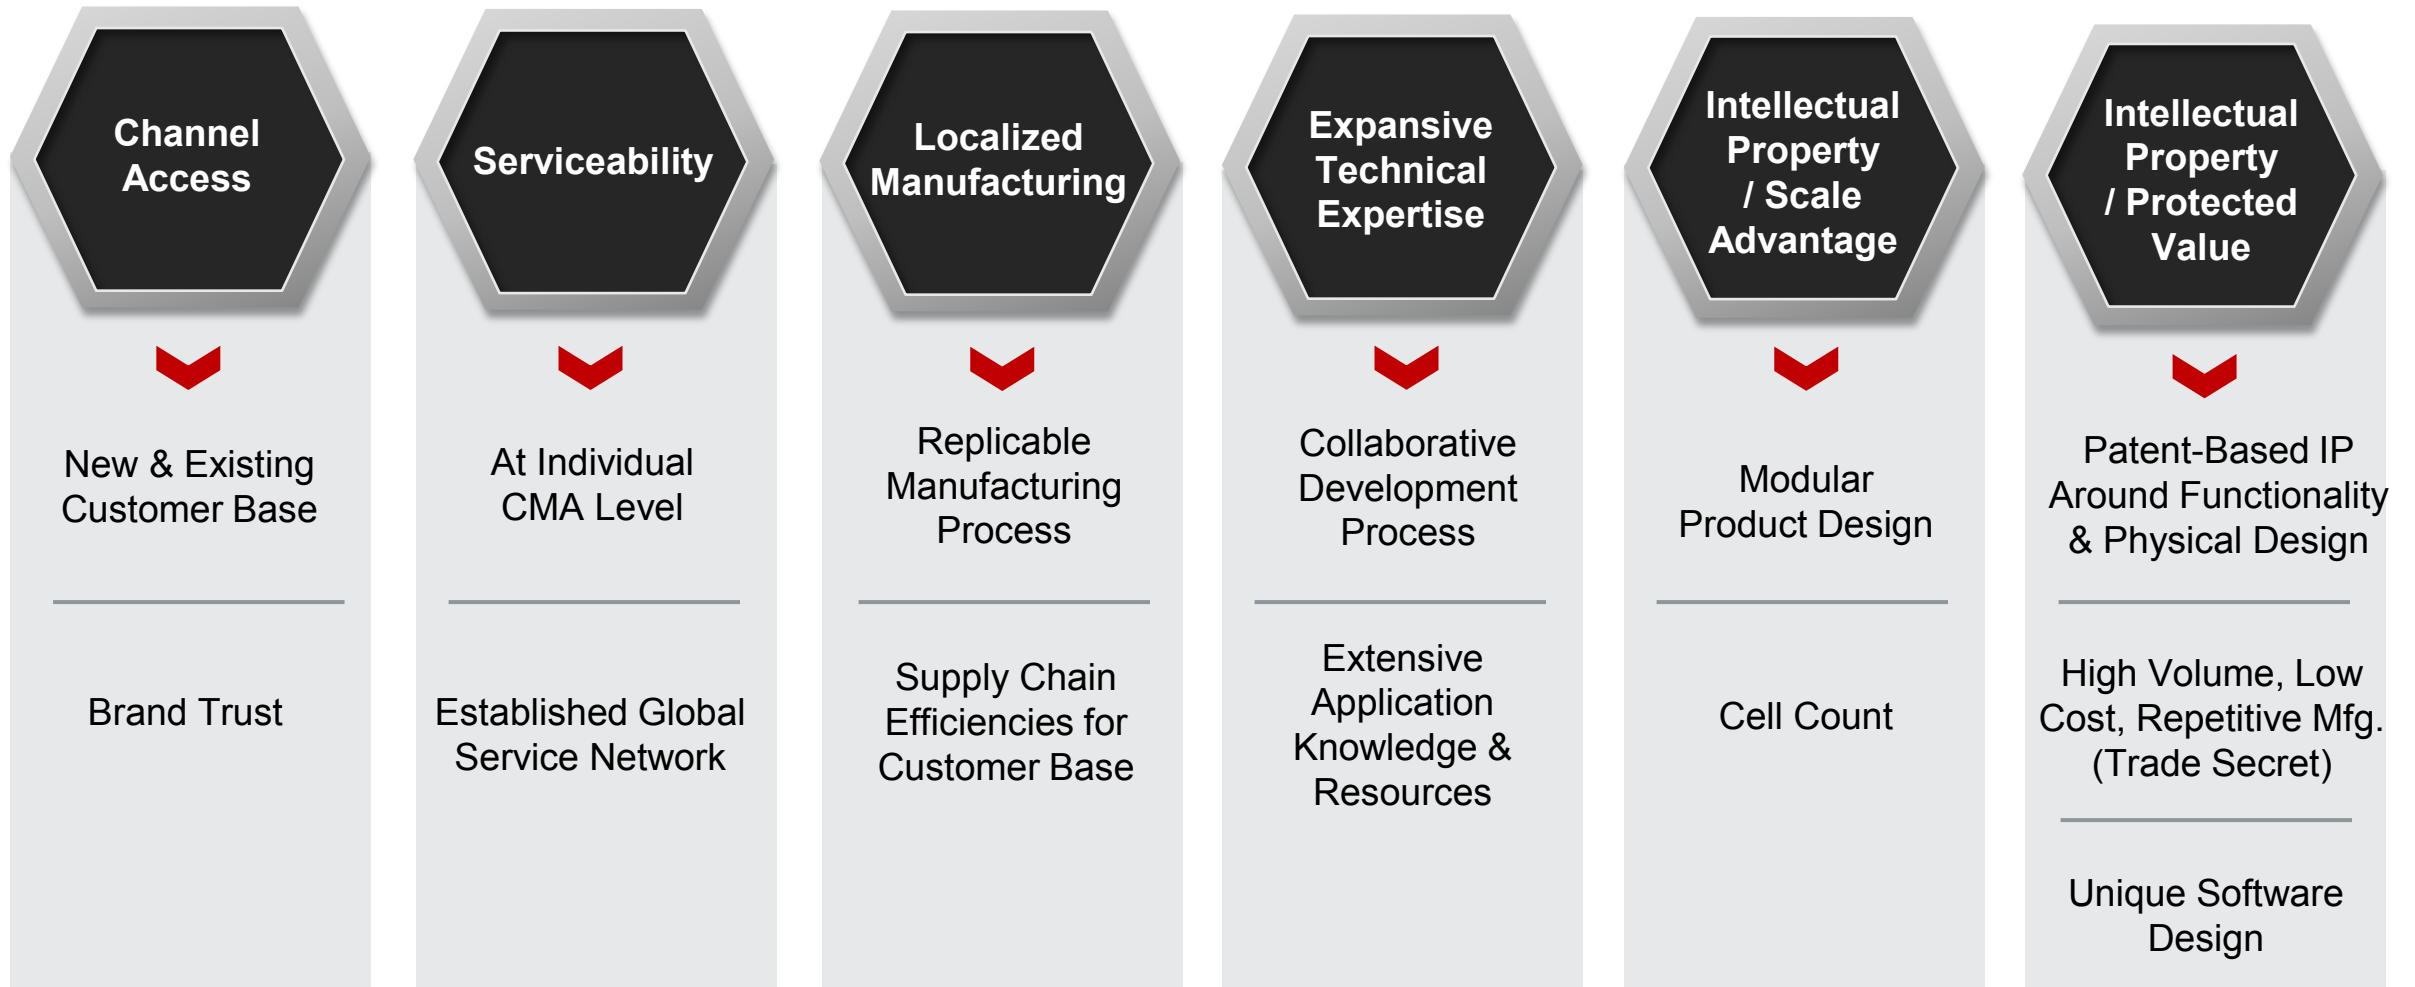 Channel
Access
New & Existing
Customer Base
Brand Trust
Serviceability
At Individual
CMA Level
Established Global
Service Network
Localized
Manufacturing
Replicable
Manufacturing
Process
Supply Chain
Efficiencies for
Customer Base
Expansive
Technical
Expertise
Collaborative
Development
Process
Extensive
Application
Knowledge &
Resources
Intellectual
Property
/ Scale
Advantage
Modular
Product Design
Cell Count
Intellectual
Property
/ Protected
Value
Patent-Based IP
Around Functionality
& Physical Design
High Volume, Low
Cost, Repetitive Mfg.
(Trade Secret)
Unique Software
Design